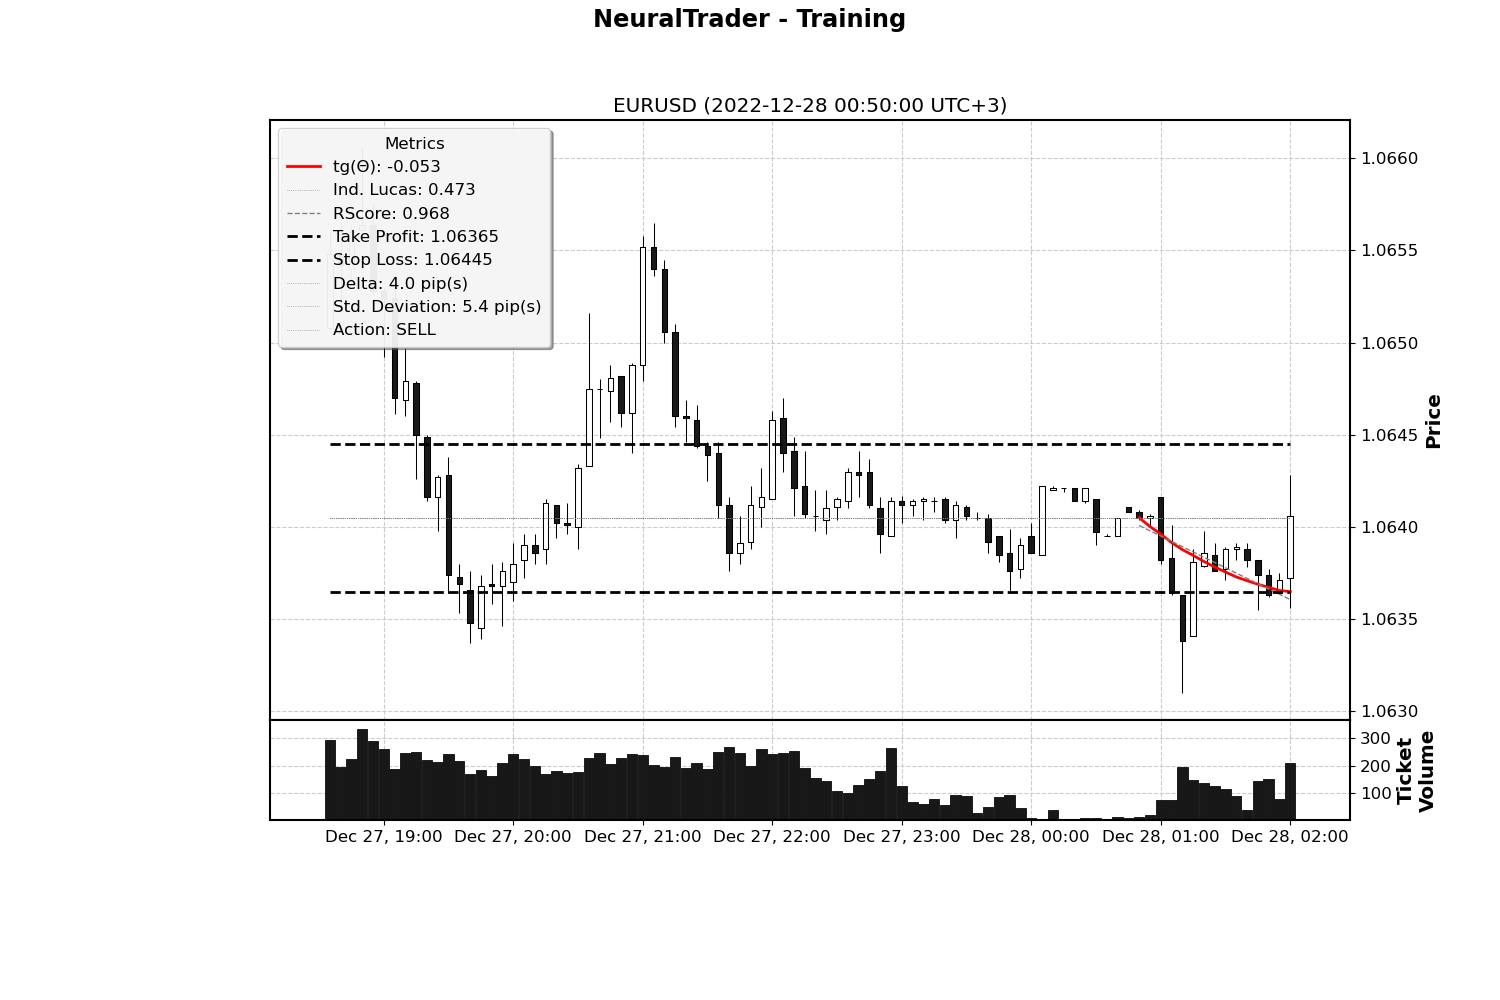 NeuralTrader - Training
EURUSD (2022-12-28 00:50:00 UTC+3)
Metrics
tg(Θ): -0.053
Ind. Lucas: 0.473
RScore: 0.968
Take Profit: 1.06365
Stop Loss: 1.06445
Delta: 4.0 pip(s)
Std. Deviation: 5.4 pip(s)
Action: SELL
1.0660
1.0655
1.0650
1.0645
1.0640
1.0635
1.0630
Price
300
200
100
Ticket
Volume
Dec 27, 19:00 Dec 27, 20:00 Dec 27, 21:00 Dec 27, 22:00 Dec 27, 23:00 Dec 28, 00:00 Dec 28, 01:00 Dec 28, 02:00